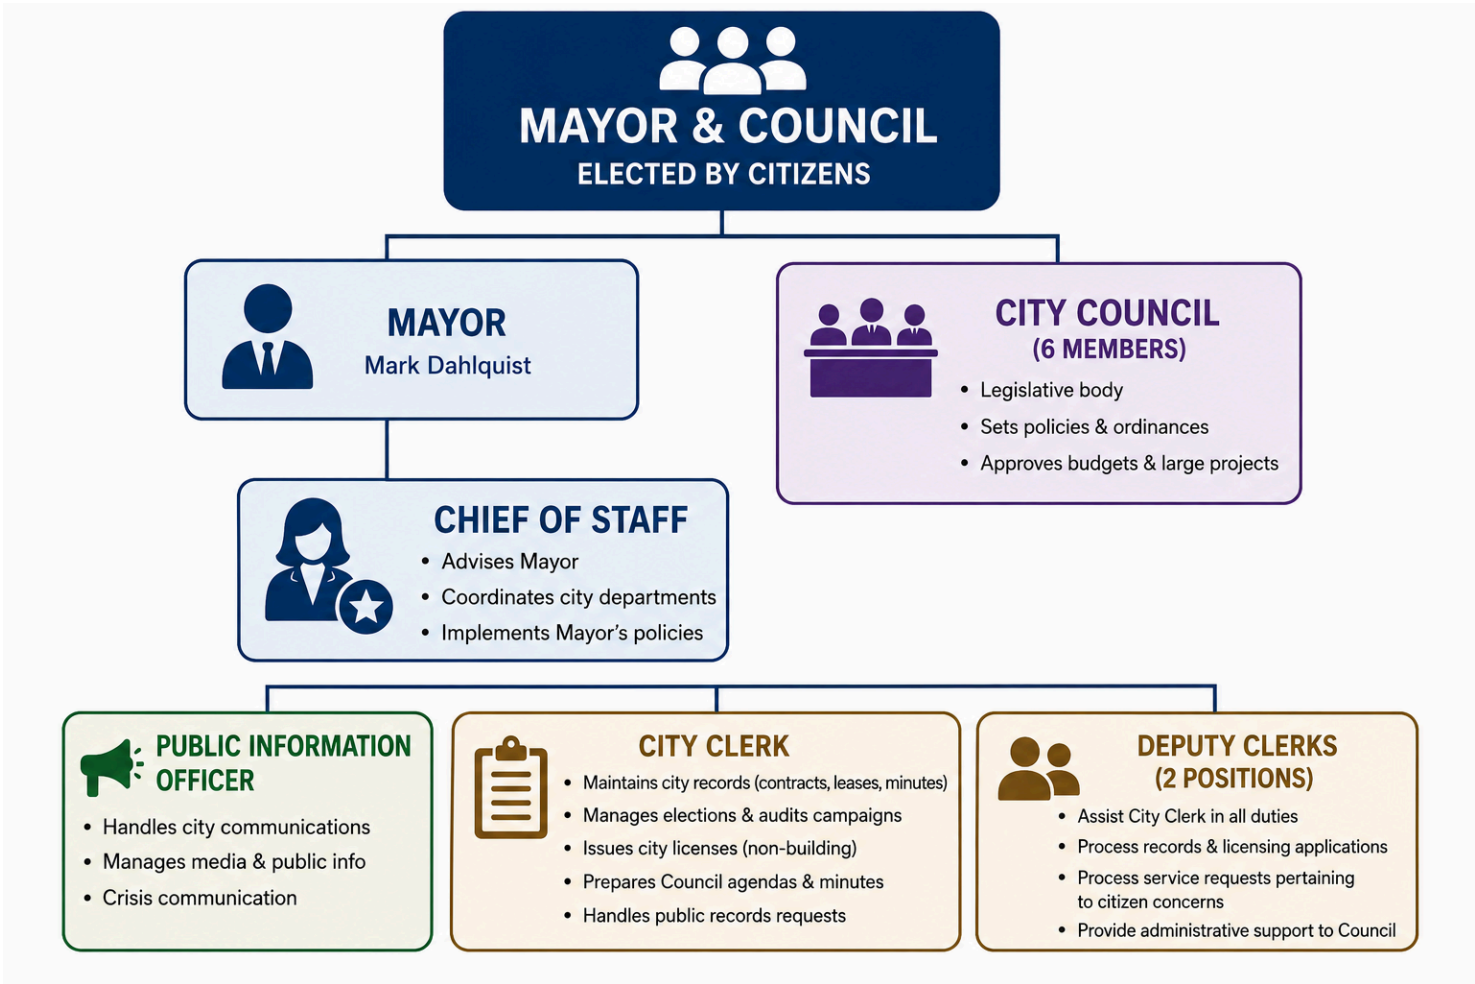 MAYOR & COUNCIL
ELECTED BY CITIZENS
MAYOR
Mark Dahlquist
CITY COUNCIL
(6 MEMBERS)
• Legislative body
• Sets policies & ordinances
• Approves budgets & large projects
CHIEF OF STAFF
• Advises Mayor
• Coordinates city departments
• Implements Mayor's policies
PUBLIC INFORMATION
OFFICER
• Handles city communications
• Manages media & public info
• Crisis communication
CITY CLERK
• Maintains city records (contracts, leases, minutes)
• Manages elections & audits campaigns
• Issues city licenses (non-building)
• Prepares Council agendas & minutes
• Handles public records requests
DEPUTY CLERKS
(2 POSITIONS)
• Assist City Clerk in all duties
• Process records & licensing applications
• Process service requests pertaining
to citizen concerns
• Provide administrative support to Council